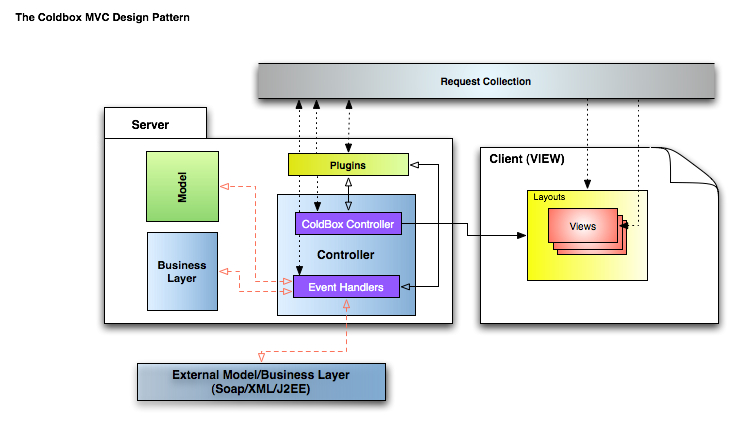 The Coldbox MVC Design Pattern
Request Collection
Server
Client (VIEW)
Plugins
Model
Layouts
ColdBox Controller
Views
Controller
Business
Layer
Event Handlers
External Model/Business Layer
(Soap/XML/J2EE)